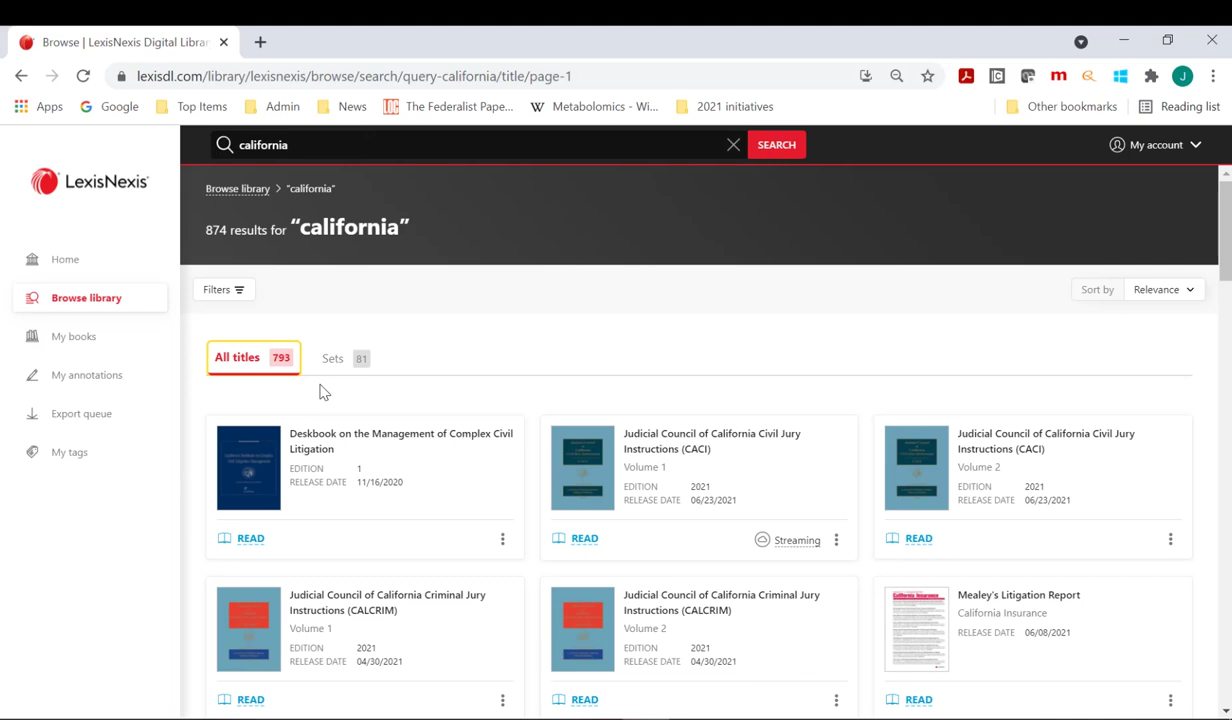 Browse | LexisNexis Digital Librar
lexisdl.com/library/lexisnexis/browse/search/query-california/title/page-1
J
Apps Google Top Items Admin News The Federalist Pape... Metabolomics - Wi... 2021 initiatives Other bookmarks Reading list
LexisNexis
california
SEARCH
My account
Browse library > "california"
874 results for "california"
Home
Browse library
My books
My annotations
Export queue
My tags
Filters
Sort by Relevance
All titles 793
Sets 81
Deskbook on the Management of Complex Civil
Litigation
EDITION 1
RELEASE DATE 11/16/2020
READ
Judicial Council of California Civil Jury
Instructions (CACI)
Volume 1
EDITION 2021
RELEASE DATE 06/23/2021
READ
Streaming
Judicial Council of California Civil Jury
Instructions (CACI)
Volume 2
EDITION 2021
RELEASE DATE 06/23/2021
READ
Judicial Council of California Criminal Jury
Instructions (CALCRIM)
Volume 1
EDITION 2021
RELEASE DATE 04/30/2021
READ
Judicial Council of California Criminal Jury
Instructions (CALCRIM)
Volume 2
EDITION 2021
RELEASE DATE 04/30/2021
READ
California Insurance
Mealey's Litigation Report
California Insurance
RELEASE DATE 06/08/2021
READ